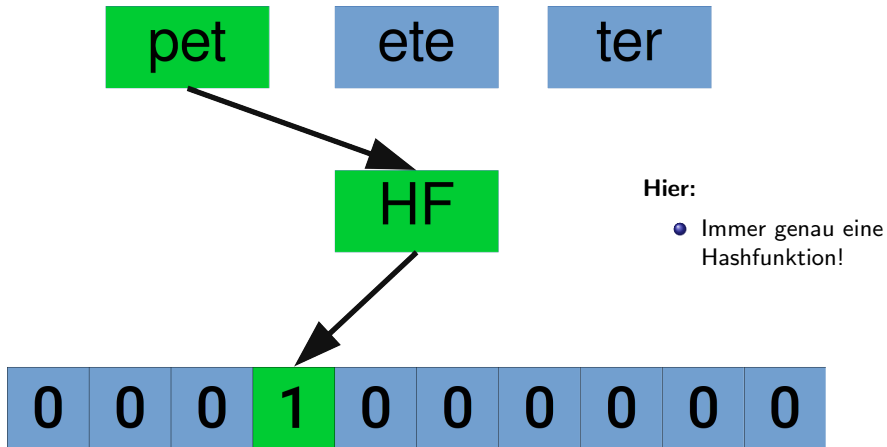 pet ete ter
HF
Hier:
Immer genau eine
Hashfunktion!
0 0 0 1 0 0 0 0 0 0